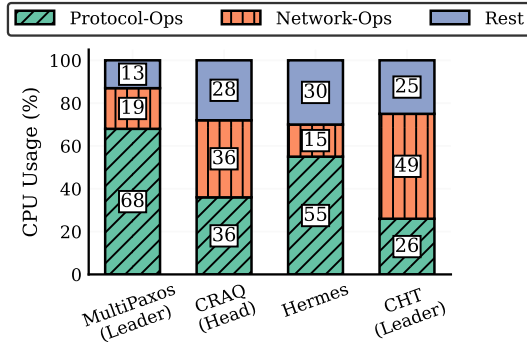 Protocol-Ops Network-Ops Rest
CPU Usage (%)
100
80
60
40
20
0
13
19
68
28
36
36
30
15
55
25
49
26
MultiPaxos
(Leader)
CRAQ
(Head)
Hermes
CHT
(Leader)